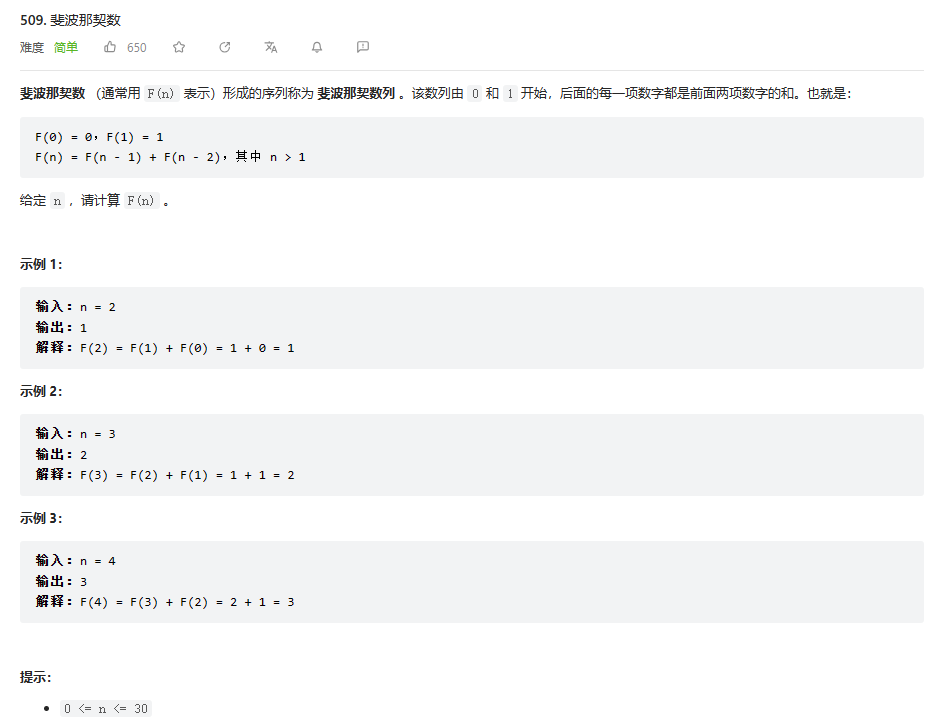 509. 斐波那契数
难度 简单 650
斐波那契数 （通常用 F(n) 表示）形成的序列称为 斐波那契数列 。该数列由 0 和 1 开始，后面的每一项数字都是前面两项数字的和。也就是：
F(0) = 0，F(1) = 1
F(n) = F(n - 1) + F(n - 2)，其中 n > 1
给定 n ，请计算 F(n) 。
示例 1：
输入：n = 2
输出：1
解释：F(2) = F(1) + F(0) = 1 + 0 = 1
示例 2：
输入：n = 3
输出：2
解释：F(3) = F(2) + F(1) = 1 + 1 = 2
示例 3：
输入：n = 4
输出：3
解释：F(4) = F(3) + F(2) = 2 + 1 = 3
提示：
• 0 <= n <= 30